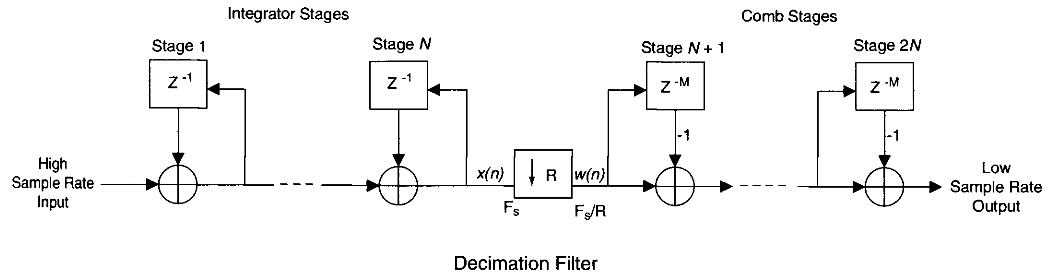 Integrator Stages
Comb Stages
Stage 1
Stage N
Stage N + 1
Stage 2N
Z⁻¹
Z⁻¹
Z⁻ᴹ
Z⁻ᴹ
-1
-1
High
Sample Rate
Input
x(n)
↓ R
w(n)
Fₛ
Fₛ/R
Low
Sample Rate
Output
Decimation Filter